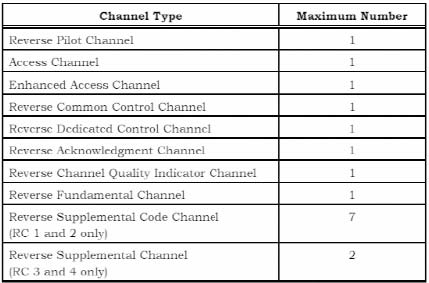 Channel Type Maximum Number
Reverse Pilot Channel 1
Access Channel 1
Enhanced Access Channel 1
Reverse Common Control Channel 1
Reverse Dedicated Control Channel 1
Reverse Acknowledgment Channel 1
Reverse Channel Quality Indicator Channel 1
Reverse Fundamental Channel 1
Reverse Supplemental Code Channel 7
(RC 1 and 2 only)
Reverse Supplemental Channel 2
(RC 3 and 4 only)